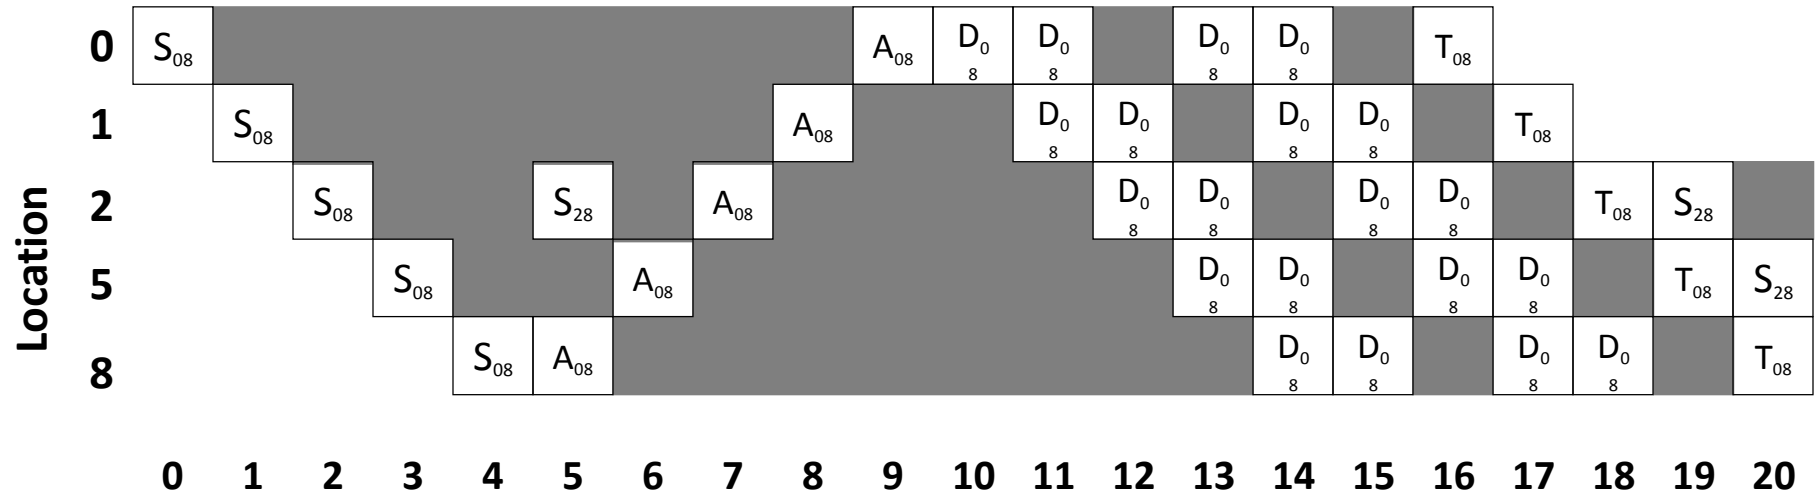 0 S08 A08 D08 D08 D08 D08 T08
1 S08 A08 D08 D08 D08 D08 T08
2 S08 S28 A08 D08 D08 D08 D08 T08 S28
5 S08 A08 D08 D08 D08 D08 T08 S28
8 S08 A08 D08 D08 D08 D08 T08
Location
0 1 2 3 4 5 6 7 8 9 10 11 12 13 14 15 16 17 18 19 20